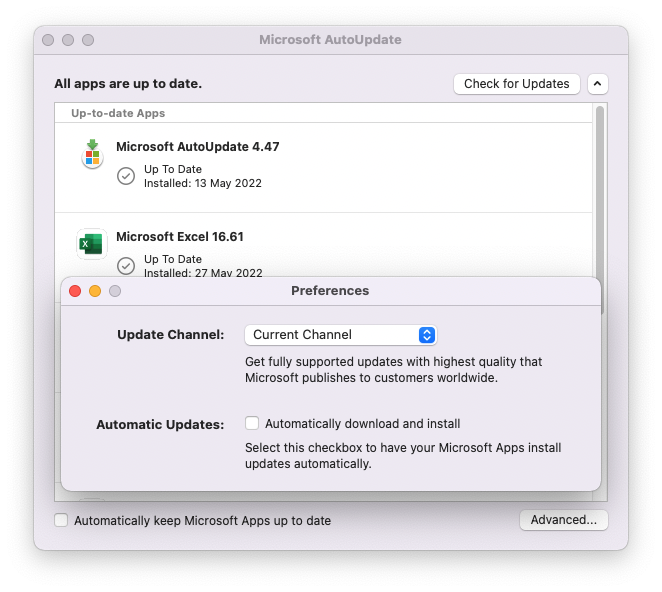 Microsoft AutoUpdate
All apps are up to date.
Check for Updates
Up-to-date Apps
Microsoft AutoUpdate 4.47
Up To Date
Installed: 13 May 2022
Microsoft Excel 16.61
Up To Date
Installed: 27 May 2022
Preferences
Update Channel:
Current Channel
Get fully supported updates with highest quality that
Microsoft publishes to customers worldwide.
Automatic Updates:
Automatically download and install
Select this checkbox to have your Microsoft Apps install
updates automatically.
Automatically keep Microsoft Apps up to date
Advanced...